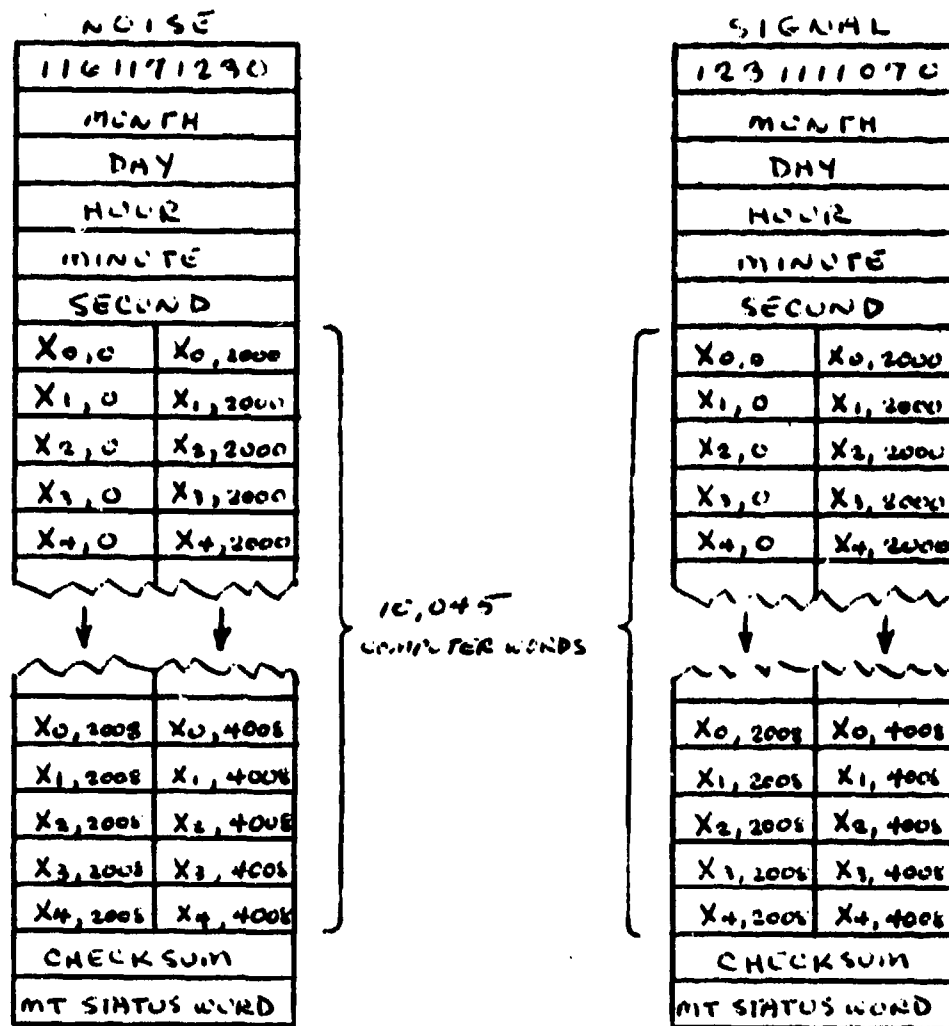 NOISE
1161171230
MONTH
DAY
HOUR
MINUTE
SECOND
X0,0 X0,2000
X1,0 X1,2000
X2,0 X2,2000
X3,0 X3,2000
X4,0 X4,2000
X0,2008 X0,4008
X1,2008 X1,4008
X2,2008 X2,4008
X3,2008 X3,4008
X4,2008 X4,4008
CHECKSUM
MT STATUS WORD
10,045
COMPUTER WORDS
SIGNAL
1231111070
MONTH
DAY
HOUR
MINUTE
SECOND
X0,0 X0,2000
X1,0 X1,2000
X2,0 X2,2000
X3,0 X3,2000
X4,0 X4,2000
X0,2008 X0,4008
X1,2008 X1,4008
X2,2008 X2,4008
X3,2008 X3,4008
X4,2008 X4,4008
CHECKSUM
MT STATUS WORD